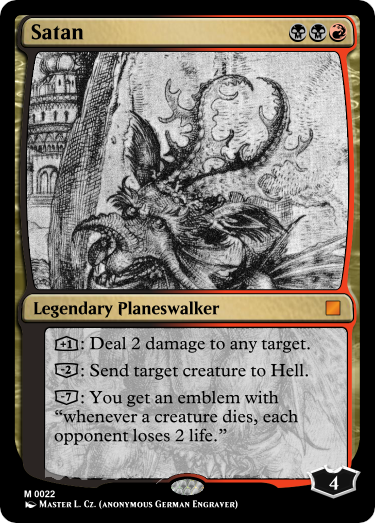 Satan
Legendary Planeswalker
+1: Deal 2 damage to any target.
-2: Send target creature to Hell.
-7: You get an emblem with
“whenever a creature dies, each
opponent loses 2 life.”
4
M 0022
Master L. Cz. (anonymous German Engraver)